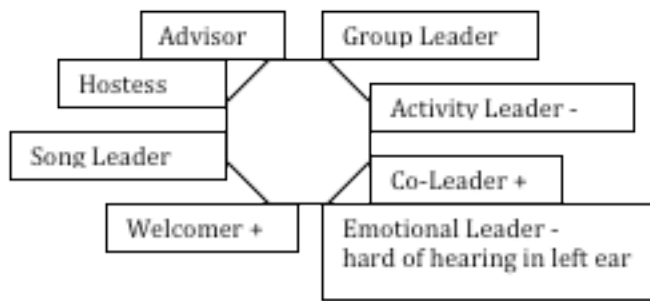 Advisor
Group Leader
Hostess
Activity Leader -
Song Leader
Co-Leader +
Welcomer +
Emotional Leader -
hard of hearing in left ear